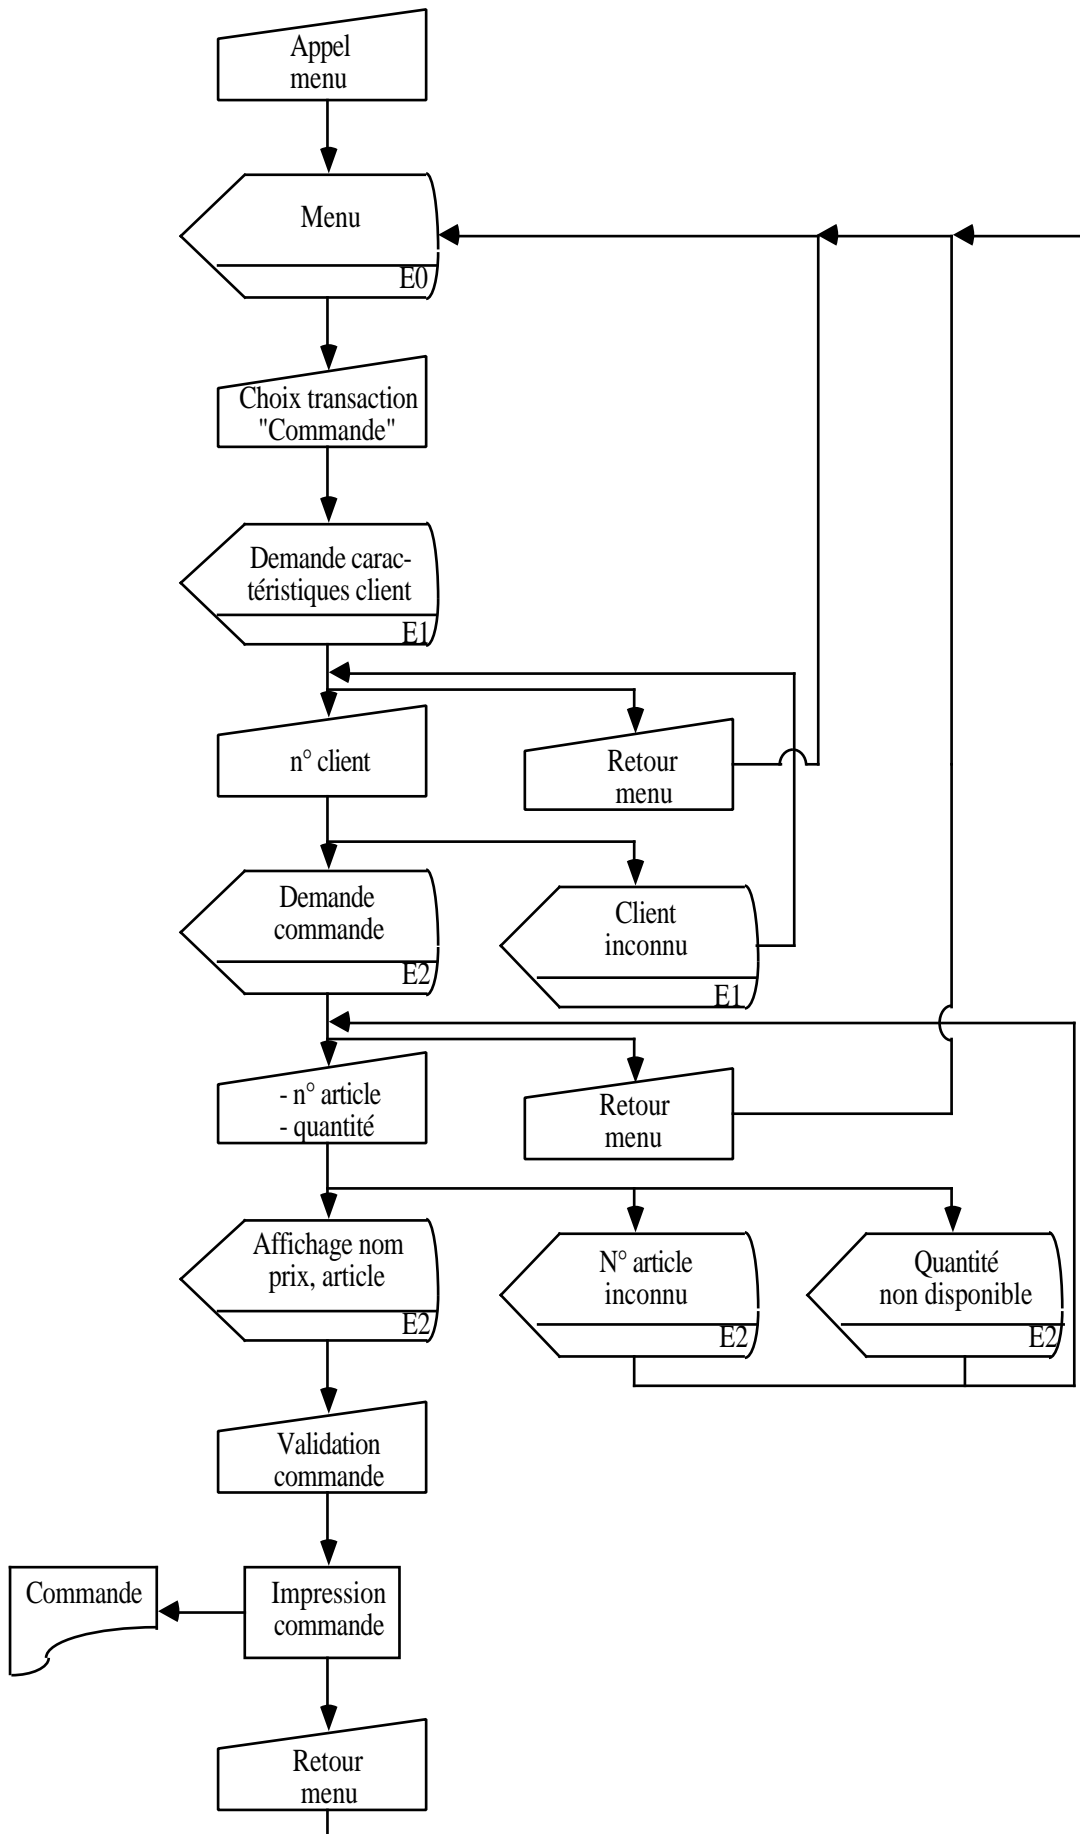 Appel
menu
Menu
E0
Choix transaction
"Commande"
Demande carac-
téristiques client
E1
n° client
Retour
menu
Demande
commande
E2
Client
inconnu
E1
- n° article
- quantité
Retour
menu
Affichage nom
prix, article
E2
N° article
inconnu
E2
Quantité
non disponible
E2
Validation
commande
Commande
Impression
commande
Retour
menu